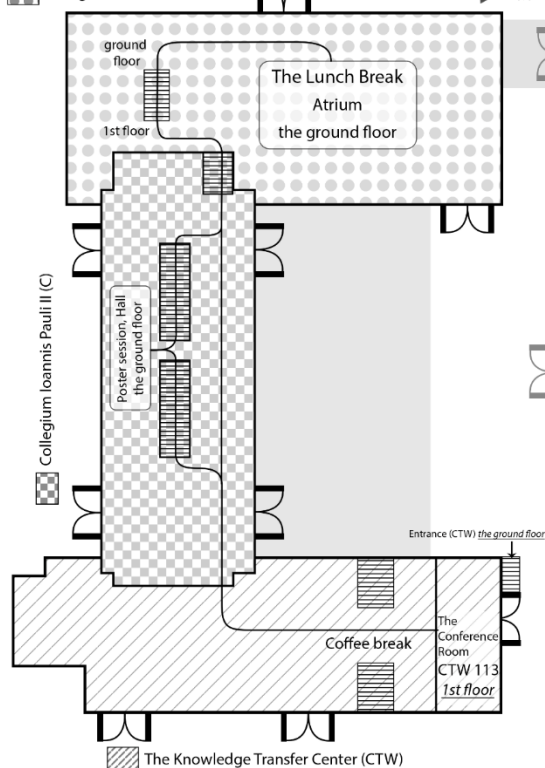 ground
floor
The Lunch Break
Atrium
the ground floor
1st floor
Poster session, Hall
the ground floor
Collegium Ioannis Pauli II (C)
Entrance (CTW) the ground floor
The
Conference
Room
CTW 113
1st floor
Coffee break
The Knowledge Transfer Center (CTW)